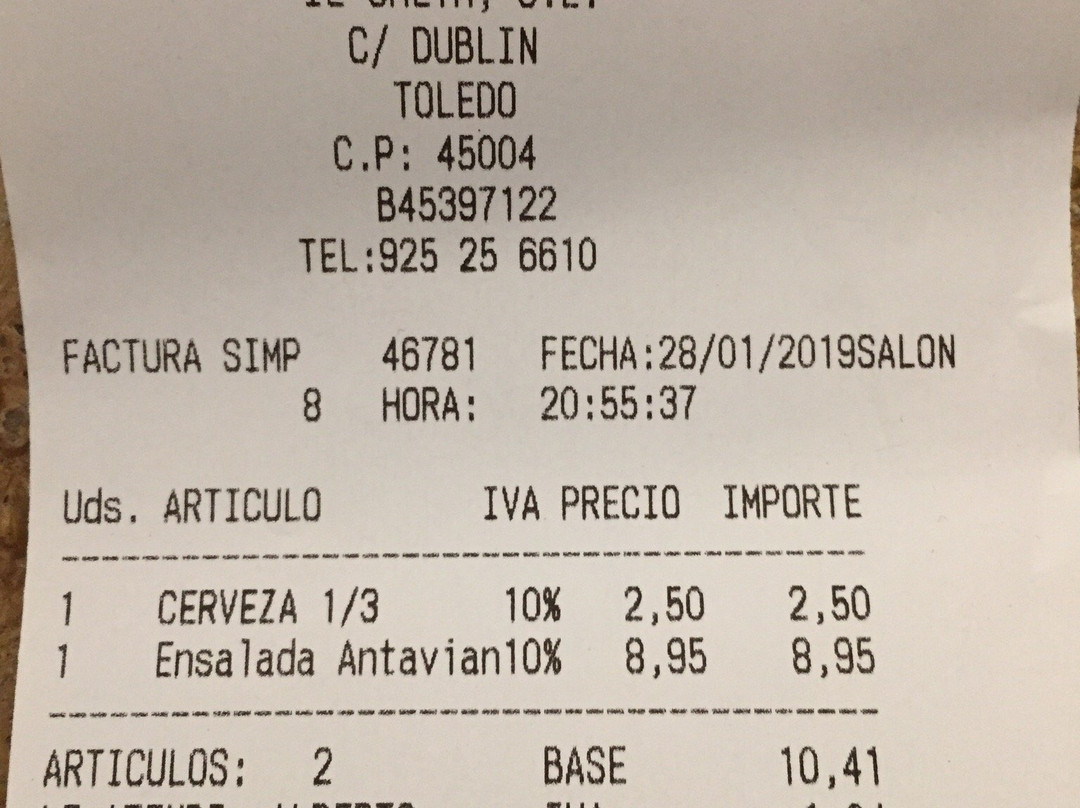 C/ DUBLIN
TOLEDO
C.P: 45004
B45397122
TEL:925 25 6610
FACTURA SIMP 46781 FECHA:28/01/2019SALON
8 HORA: 20:55:37
Uds. ARTICULO IVA PRECIO IMPORTE
1 CERVEZA 1/3 10% 2,50 2,50
1 Ensalada Antavian10% 8,95 8,95
ARTICULOS: 2 BASE 10,41